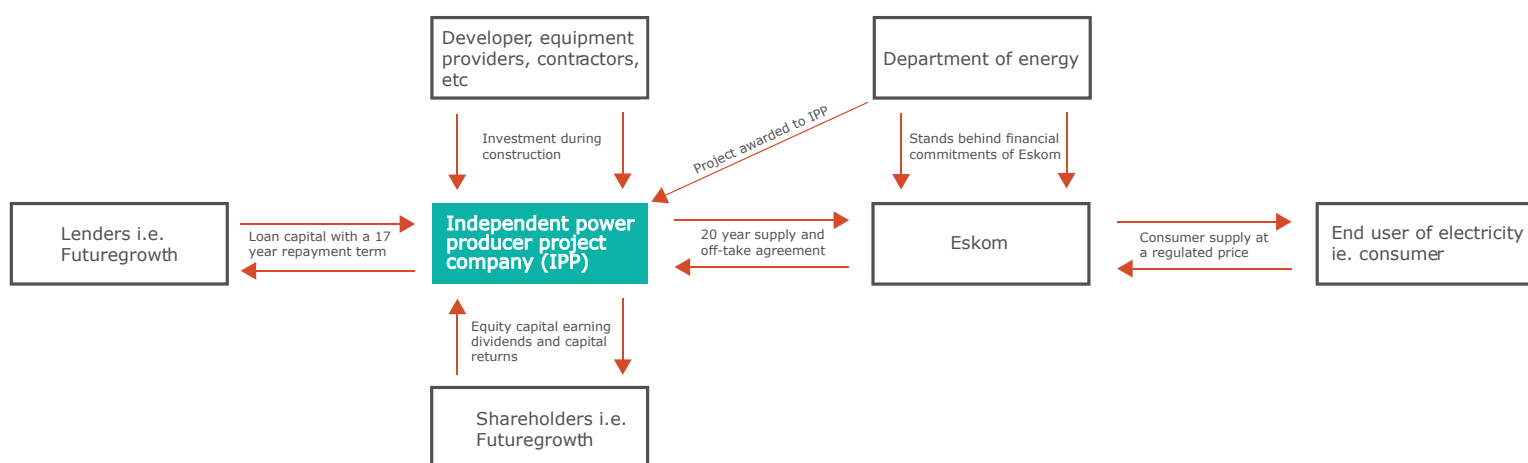 Developer, equipment
providers, contractors,
etc
Department of energy
Investment during
construction
Project awarded to IPP
Stands behind financial
commitments of Eskom
Lenders i.e.
Futuregrowth
Loan capital with a 17
year repayment term
Independent power
producer project
company (IPP)
20 year supply and
off-take agreement
Eskom
Consumer supply at
a regulated price
End user of electricity
ie. consumer
Equity capital earning
dividends and capital
returns
Shareholders i.e.
Futuregrowth